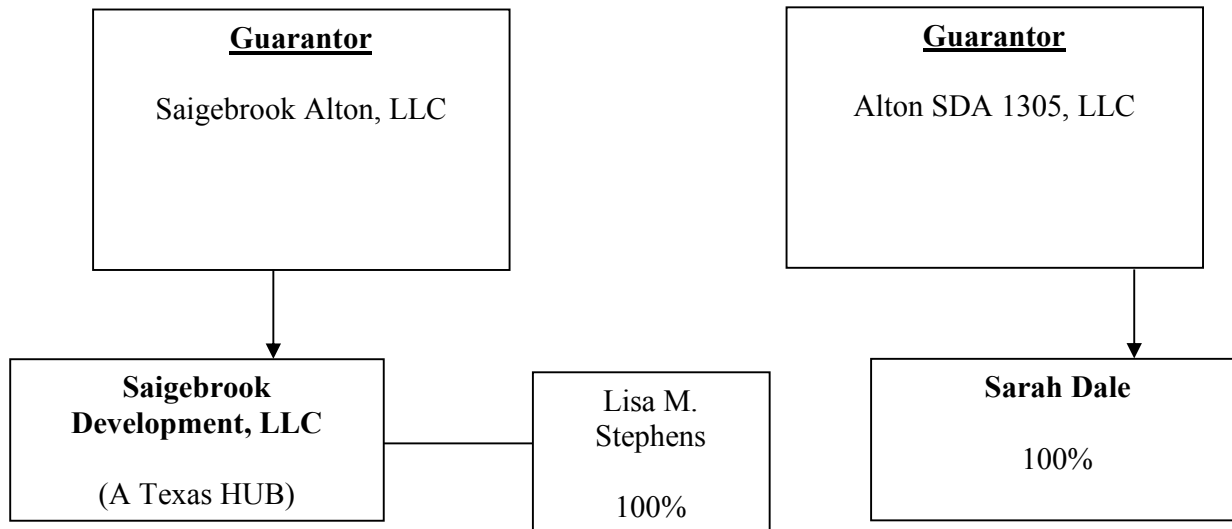 Guarantor
Saigebrook Alton, LLC
Guarantor
Alton SDA 1305, LLC
Saigebrook
Development, LLC
(A Texas HUB)
Lisa M.
Stephens
100%
Sarah Dale
100%